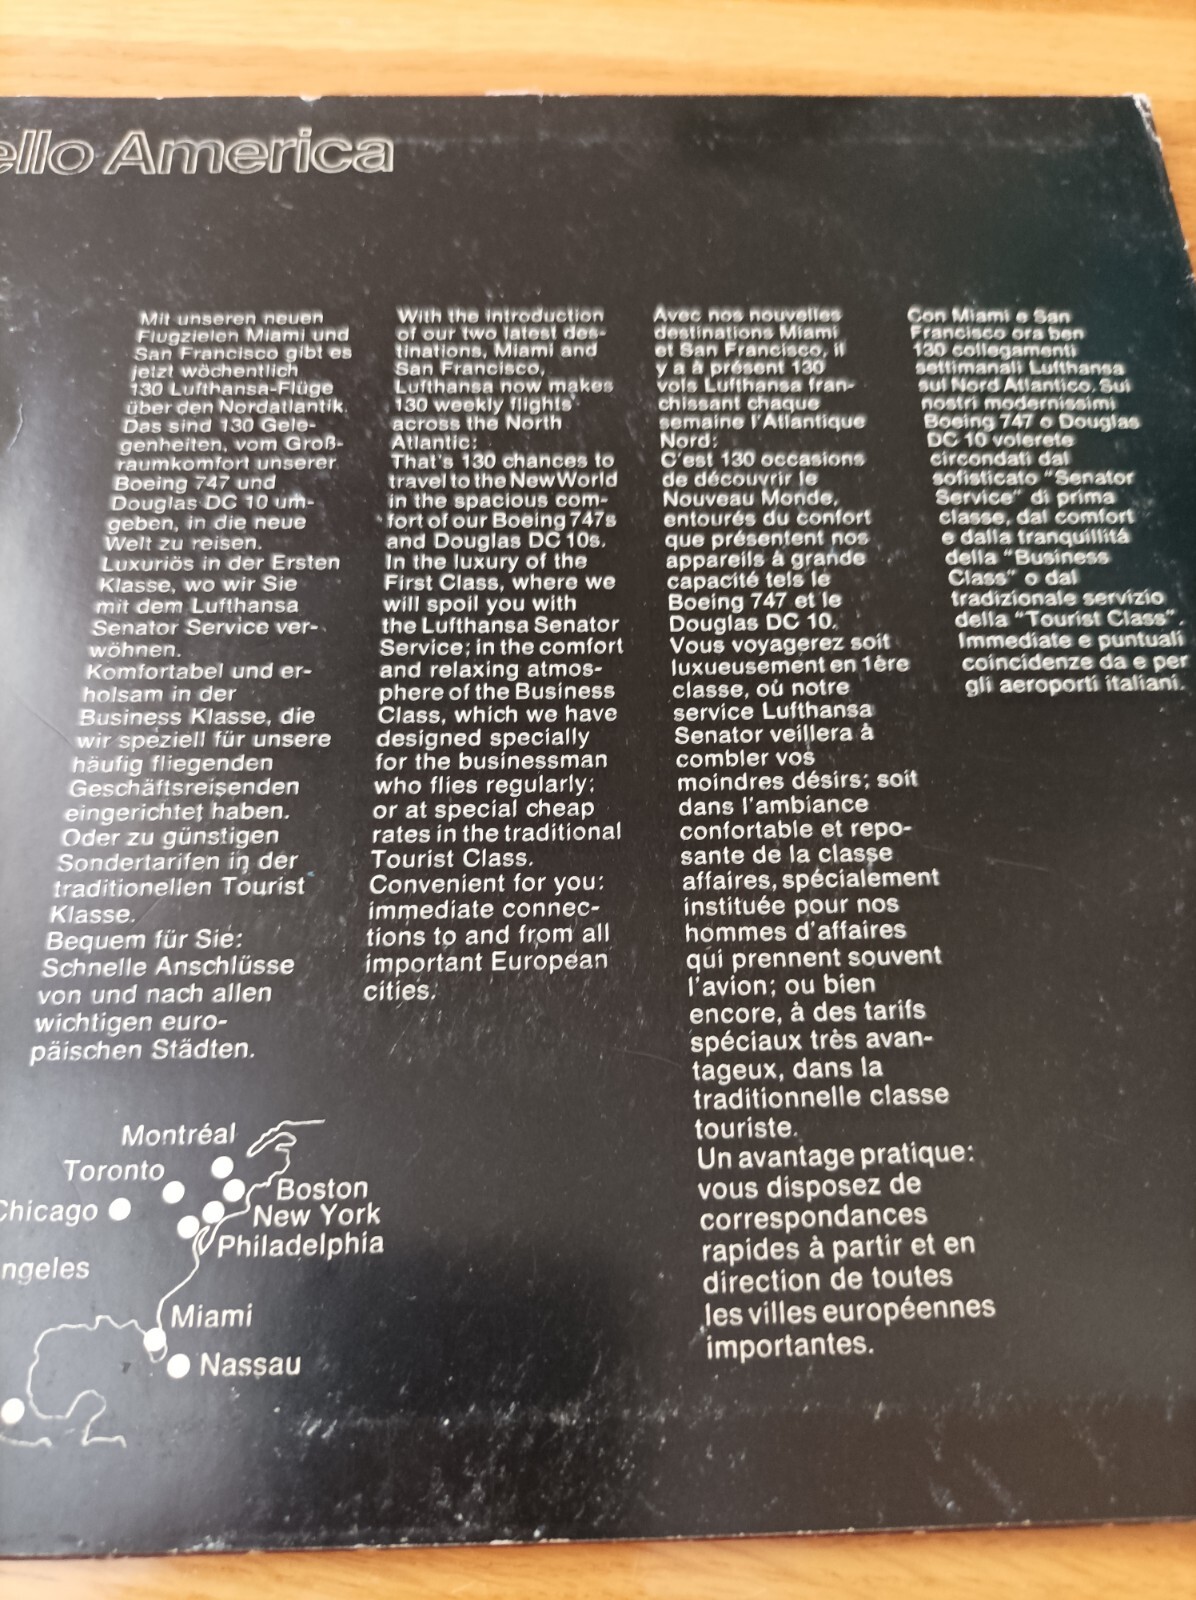 ello America
Mit unseren neuen
Flugzielen Miami und
San Francisco gibt es
jetzt wöchentlich
130 Lufthansa-Flüge
über den Nordatlantik.
Das sind 130 Gele-
genheiten, vom Groß-
raumkomfort unserer
Boeing 747 und
Douglas DC 10 um-
geben, in die neue
Welt zu reisen.
Luxuriös in der Ersten
Klasse, wo wir Sie
mit dem Lufthansa
Senator Service ver-
wöhnen.
Komfortabel und er-
holsam in der
Business Klasse, die
wir speziell für unsere
häufig fliegenden
Geschäftsreisenden
eingerichtet haben.
Oder zu günstigen
Sondertarifen in der
traditionellen Tourist
Klasse.
Bequem für Sie:
Schnelle Anschlüsse
von und nach allen
wichtigen euro-
päischen Städten.
With the introduction
of our two latest des-
tinations, Miami and
San Francisco,
Lufthansa now makes
130 weekly flights
across the North
Atlantic:
That's 130 chances to
travel to the New World
in the spacious com-
fort of our Boeing 747s
and Douglas DC 10s.
In the luxury of the
First Class, where we
will spoil you with
the Lufthansa Senator
Service; in the comfort
and relaxing atmos-
phere of the Business
Class, which we have
designed specially
for the businessman
who flies regularly;
or at special cheap
rates in the traditional
Tourist Class.
Convenient for you:
immediate connec-
tions to and from all
important European
cities.
Avec nos nouvelles
destinations Miami
et San Francisco, il
y a à présent 130
vols Lufthansa fran-
chissant chaque
semaine l'Atlantique
Nord:
C'est 130 occasions
de découvrir le
Nouveau Monde,
entourés du confort
que présentent nos
appareils à grande
capacité tels le
Boeing 747 et le
Douglas DC 10.
Vous voyagerez soit
luxueusement en 1ère
classe, où notre
service Lufthansa
Senator veillera à
combler vos
moindres désirs; soit
dans l'ambiance
confortable et repo-
sante de la classe
affaires, spécialement
instituée pour nos
hommes d'affaires
qui prennent souvent
l'avion; ou bien
encore, à des tarifs
spéciaux très avan-
tageux, dans la
traditionnelle classe
touriste.
Un avantage pratique:
vous disposez de
correspondances
rapides à partir et en
direction de toutes
les villes européennes
importantes.
Con Miami e San
Francisco ora ben
130 collegamenti
settimanali Lufthansa
sul Nord Atlantico. Sui
nostri modernissimi
Boeing 747 o Douglas
DC 10 volerete
circondati dal
sofisticato "Senator
Service" di prima
classe, dal comfort
e dalla tranquillitá
della "Business
Class" o dal
tradizionale servizio
della "Tourist Class".
Immediate e puntuali
coincidenze da e per
gli aeroporti italiani.
Montréal
Toronto
Boston
Chicago
New York
Philadelphia
ngeles
Miami
Nassau